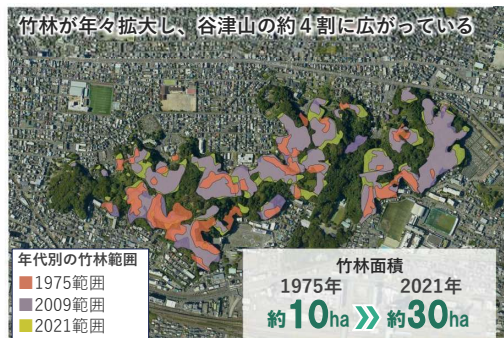 竹林が年々拡大し、谷津山の約４割に広がっている
年代別の竹林範囲
1975範囲
2009範囲
2021範囲
竹林面積
1975年 2021年
約10ha 約30ha